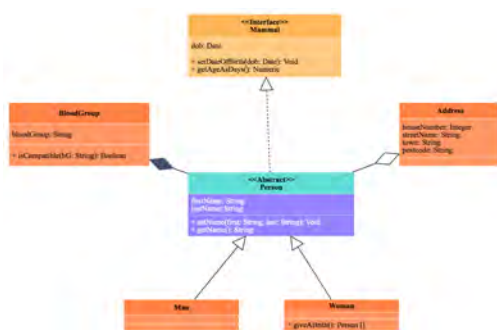 <<Interface>>
Mammal
dob: Date
+ setDateOfBirth(dob: Date): Void
+ getAgeAsDays(): Numeric
BloodGroup
bloodGroup: String
+ isCompatible(bG: String): Boolean
Address
houseNumber: Integer
streetName: String
town: String
postcode: String
<<Abstract>>
Person
firstName: String
lastName: String
+ setName(first: String, last: String): Void
+ getName(): String
Man
Woman
+ giveBirth(): Person []